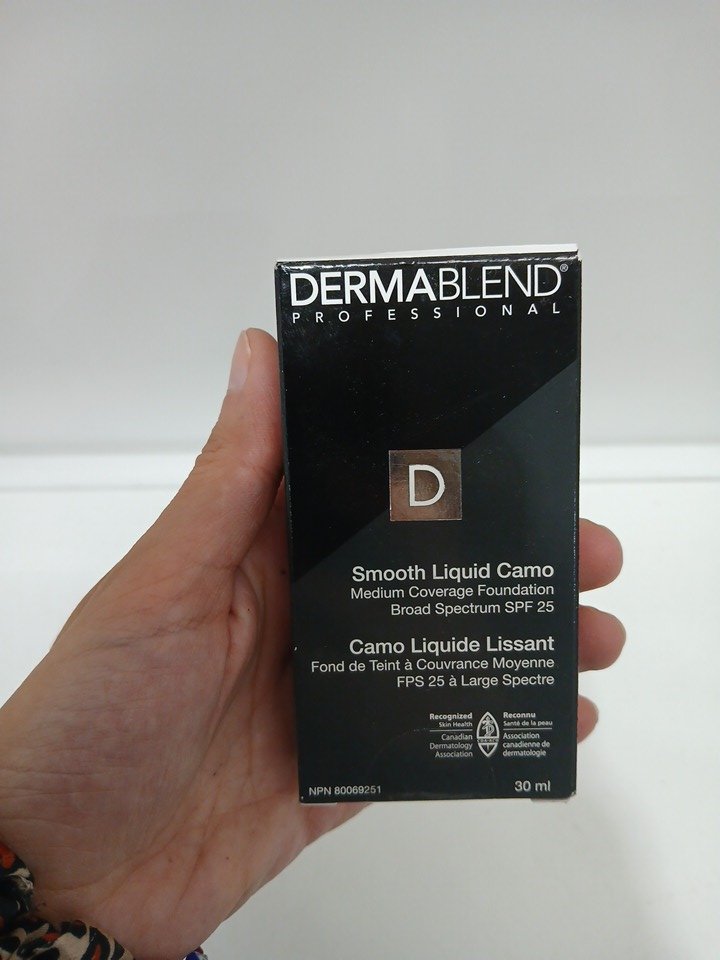 DERMABLEND®
PROFESSIONAL
D
Smooth Liquid Camo
Medium Coverage Foundation
Broad Spectrum SPF 25
Camo Liquide Lissant
Fond de Teint à Couvrance Moyenne
FPS 25 à Large Spectre
Recognized
Skin Health
Canadian
Dermatology
Association
Reconnu
Santé de la peau
Association
canadienne de
dermatologie
NPN 80069251
30 ml